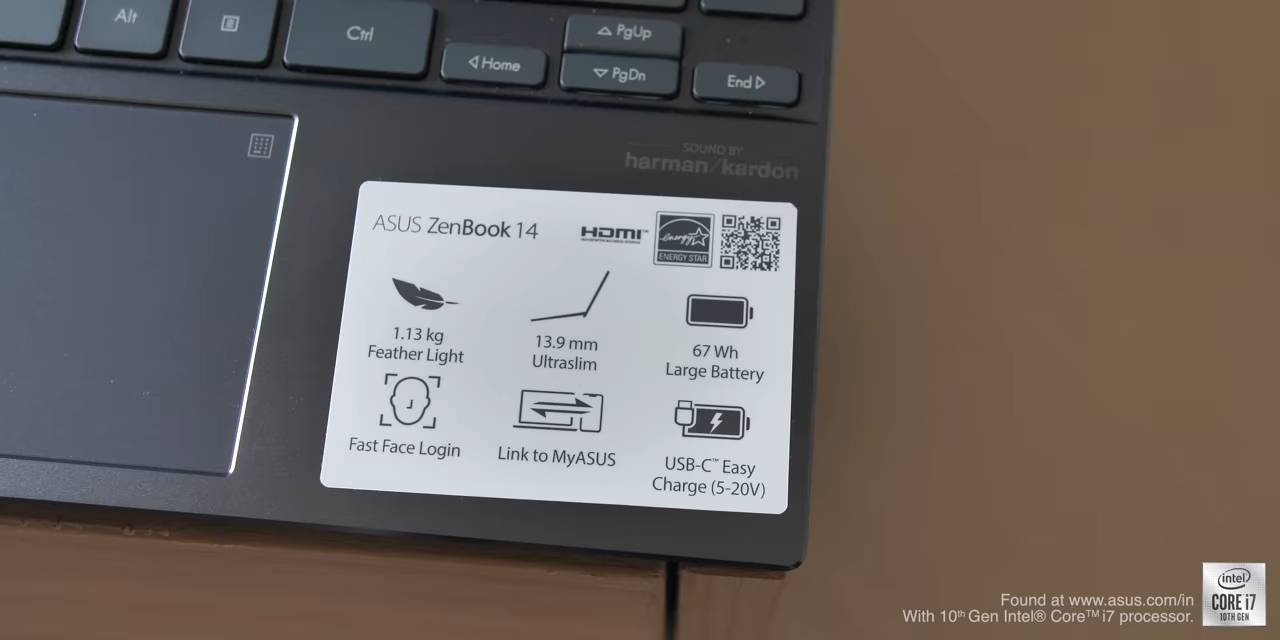 Alt
Ctrl
Home
PgUp
PgDn
End
SOUND BY
harman/kardon
ASUS ZenBook 14
HDMI™
energy
ENERGY STAR
1.13 kg
Feather Light
13.9 mm
Ultraslim
67 Wh
Large Battery
Fast Face Login
Link to MyASUS
USB-C™ Easy
Charge (5-20V)
Found at www.asus.com/in
With 10th Gen Intel® Core™ i7 processor.
intel
CORE i7
10TH GEN